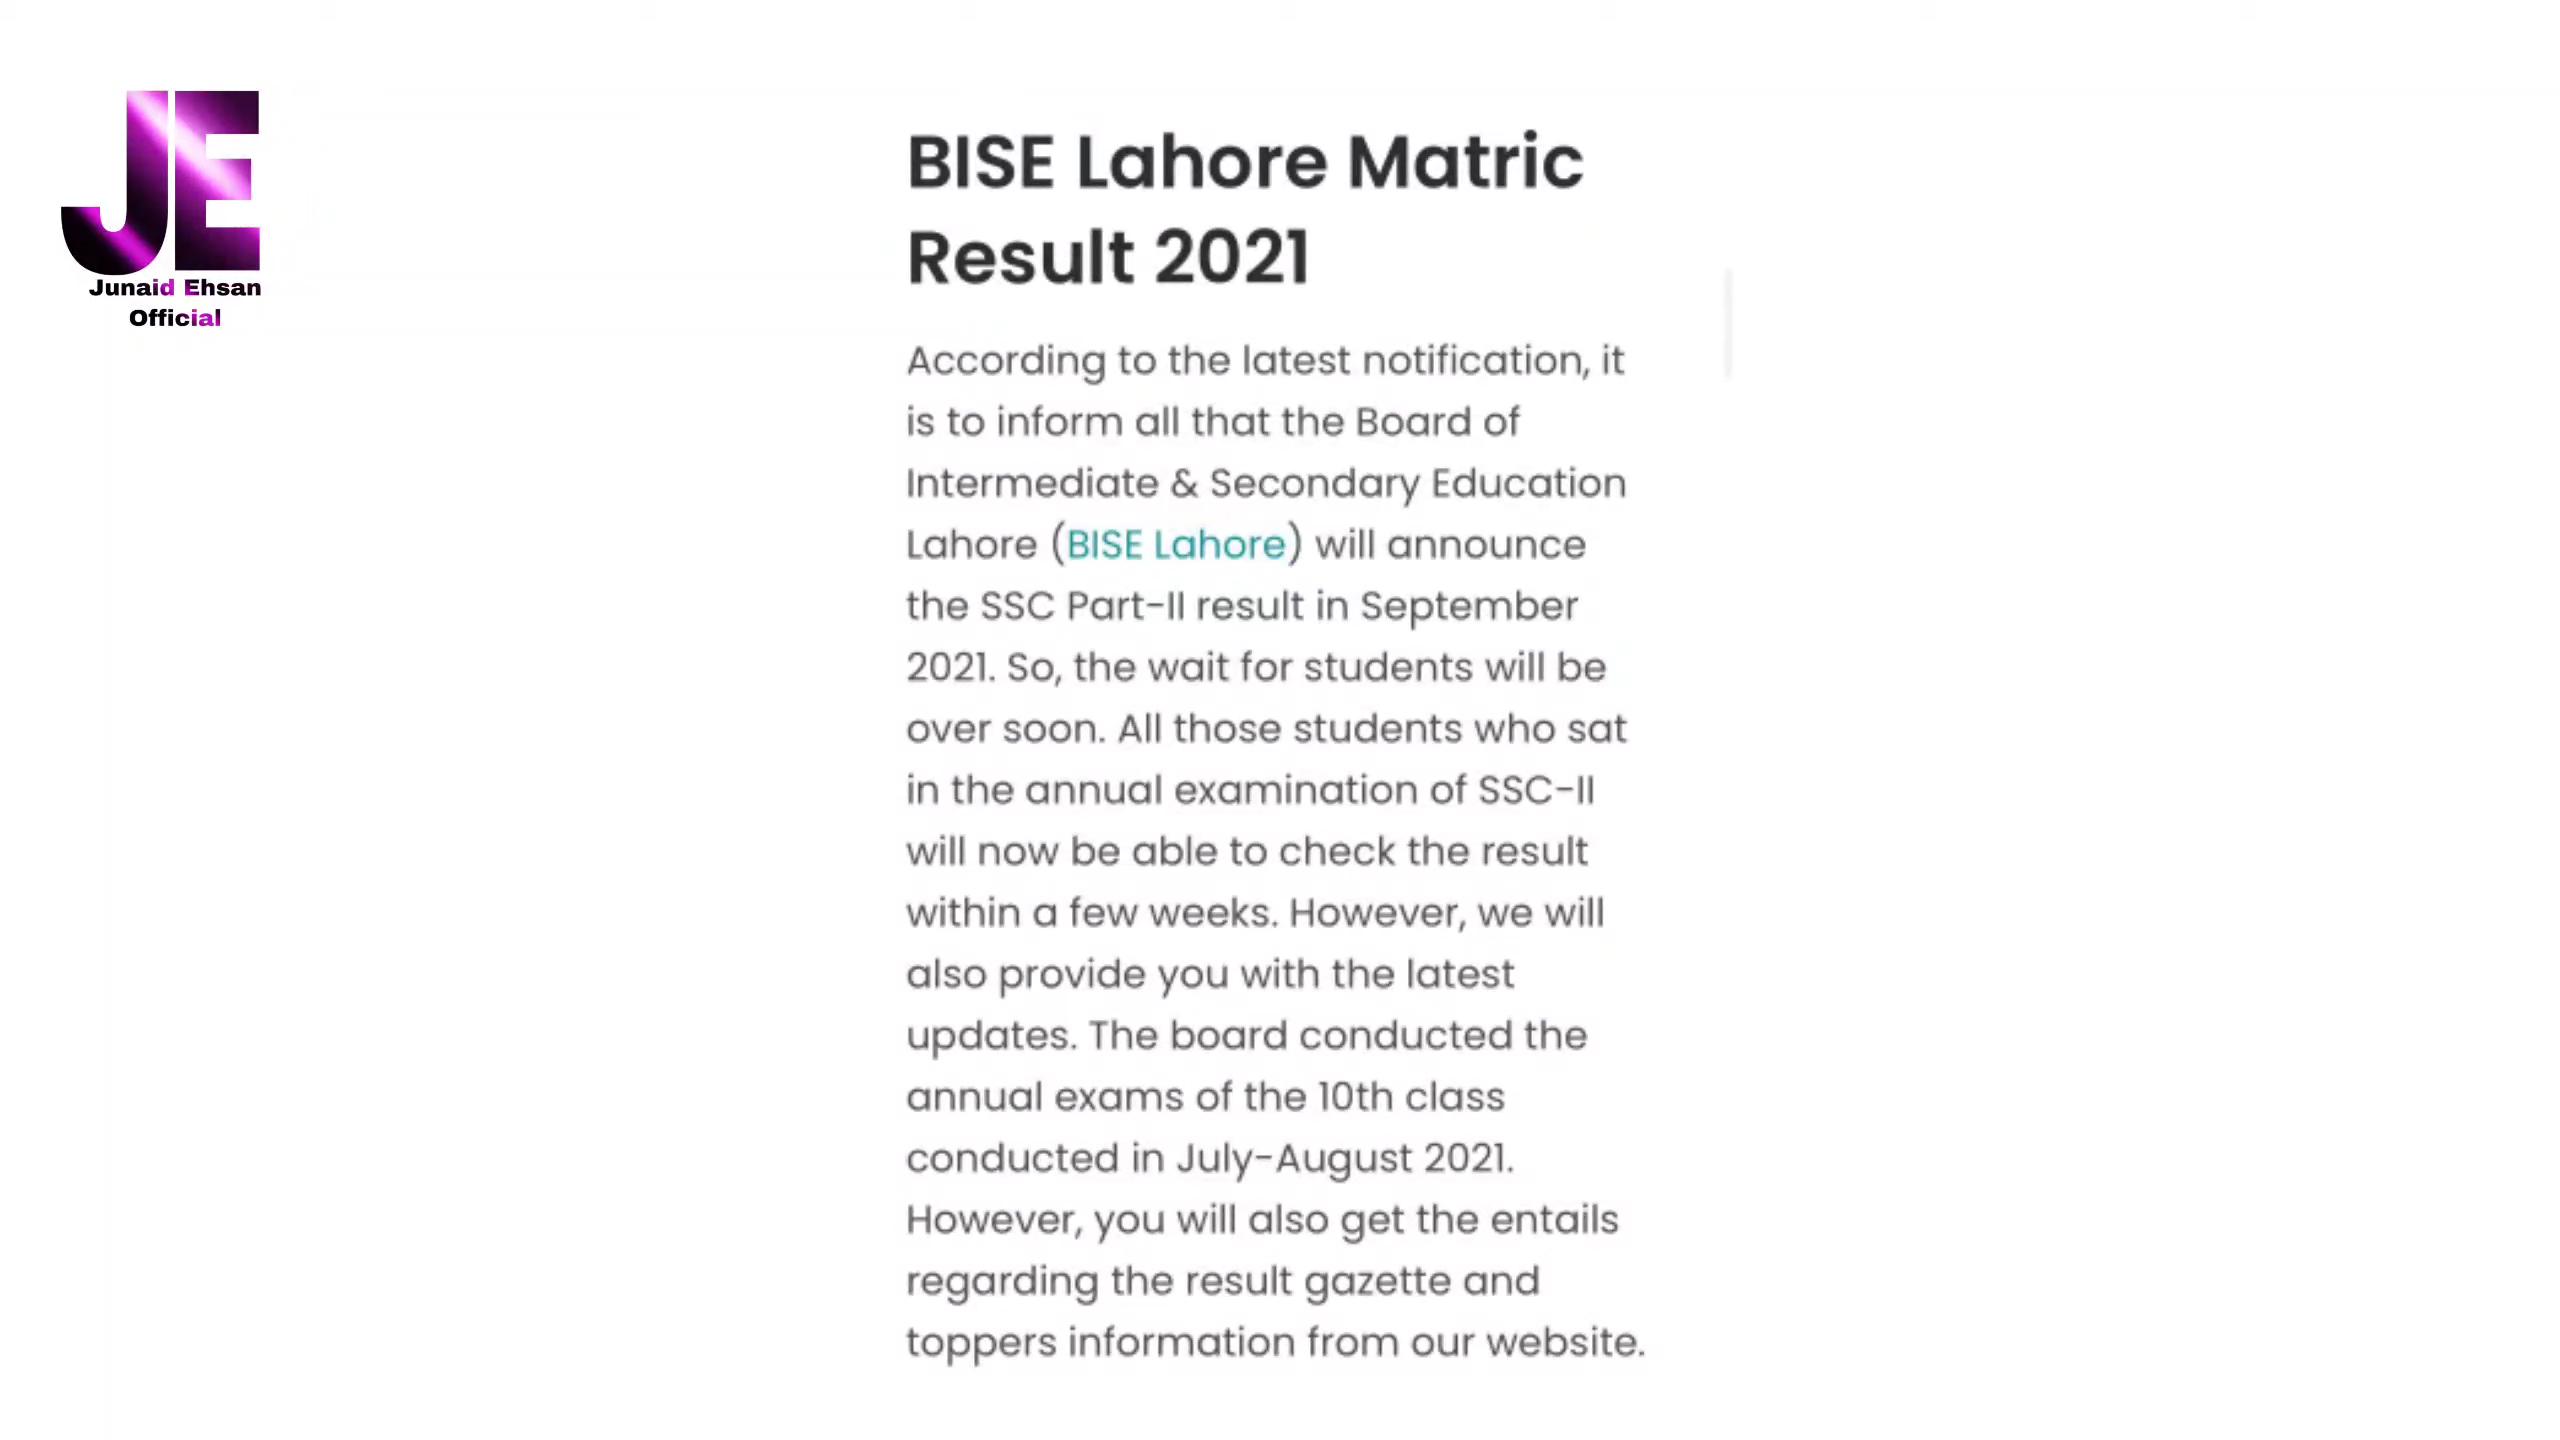 JE
Junaid Ehsan
Official
BISE Lahore Matric
Result 2021
According to the latest notification, it
is to inform all that the Board of
Intermediate & Secondary Education
Lahore (BISE Lahore) will announce
the SSC Part-II result in September
2021. So, the wait for students will be
over soon. All those students who sat
in the annual examination of SSC-II
will now be able to check the result
within a few weeks. However, we will
also provide you with the latest
updates. The board conducted the
annual exams of the 10th class
conducted in July-August 2021.
However, you will also get the entails
regarding the result gazette and
toppers information from our website.